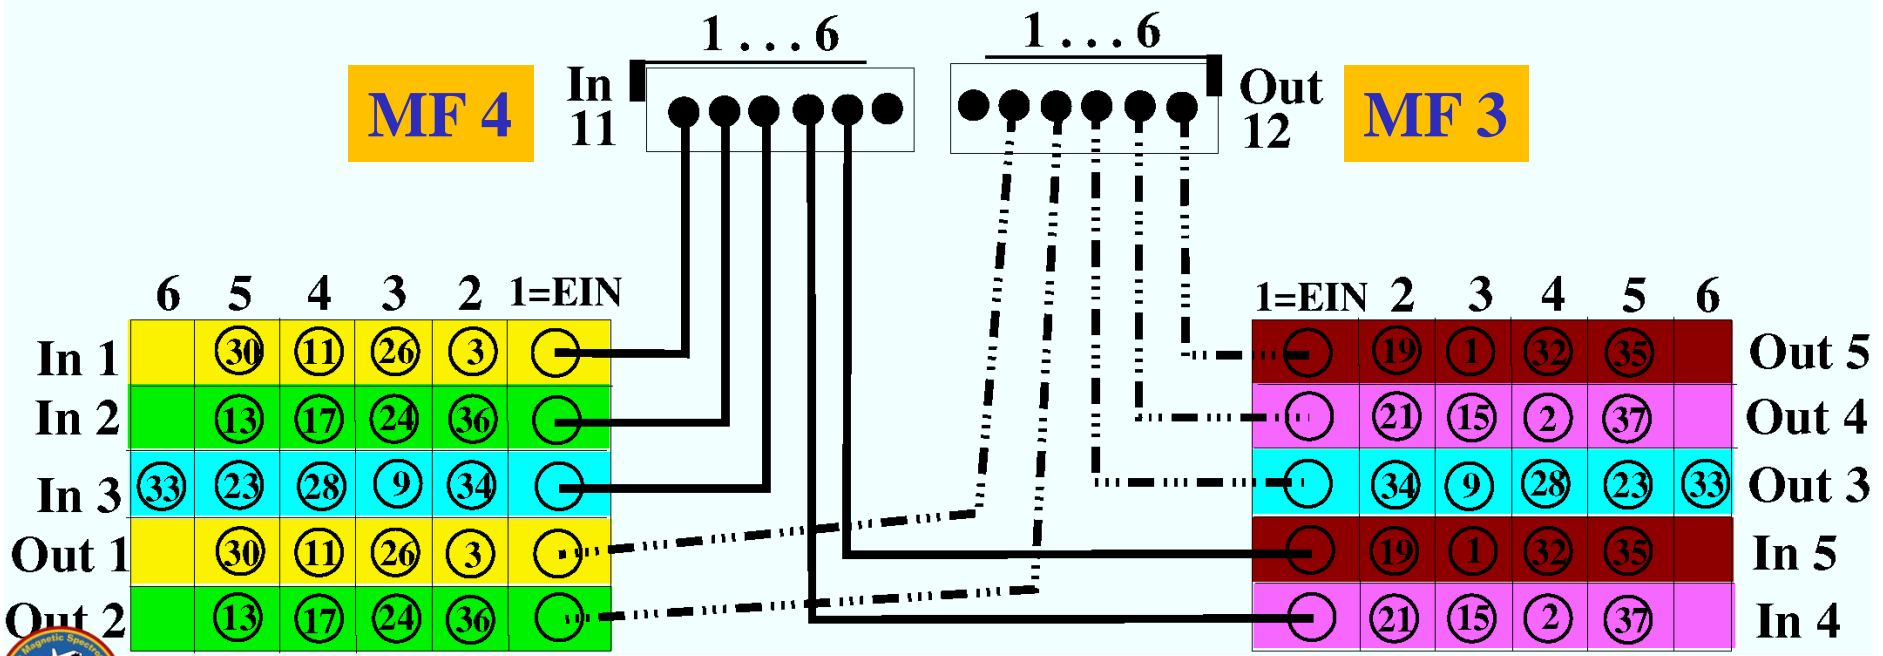 1 . . . 6
1 . . . 6
In
11
MF 4
Out
12
MF 3
6 5 4 3 2 1=EIN
1=EIN 2 3 4 5 6
In 1 30 11 26 3
19 1 32 35 Out 5
In 2 13 17 24 36
21 15 2 37 Out 4
In 3 33 23 28 9 34
34 9 28 23 33 Out 3
Out 1 30 11 26 3
19 1 32 35 In 5
Out 2 13 17 24 36
21 15 2 37 In 4
Magnetic